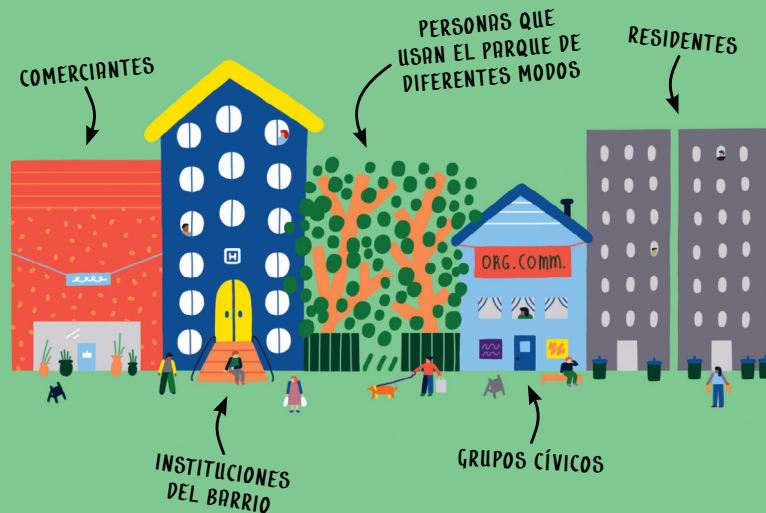 COMERCIANTES
PERSONAS QUE
USAN EL PARQUE DE
DIFERENTES MODOS
RESIDENTES
H
ORG.COMM.
INSTITUCIONES
DEL BARRIO
GRUPOS CÍVICOS